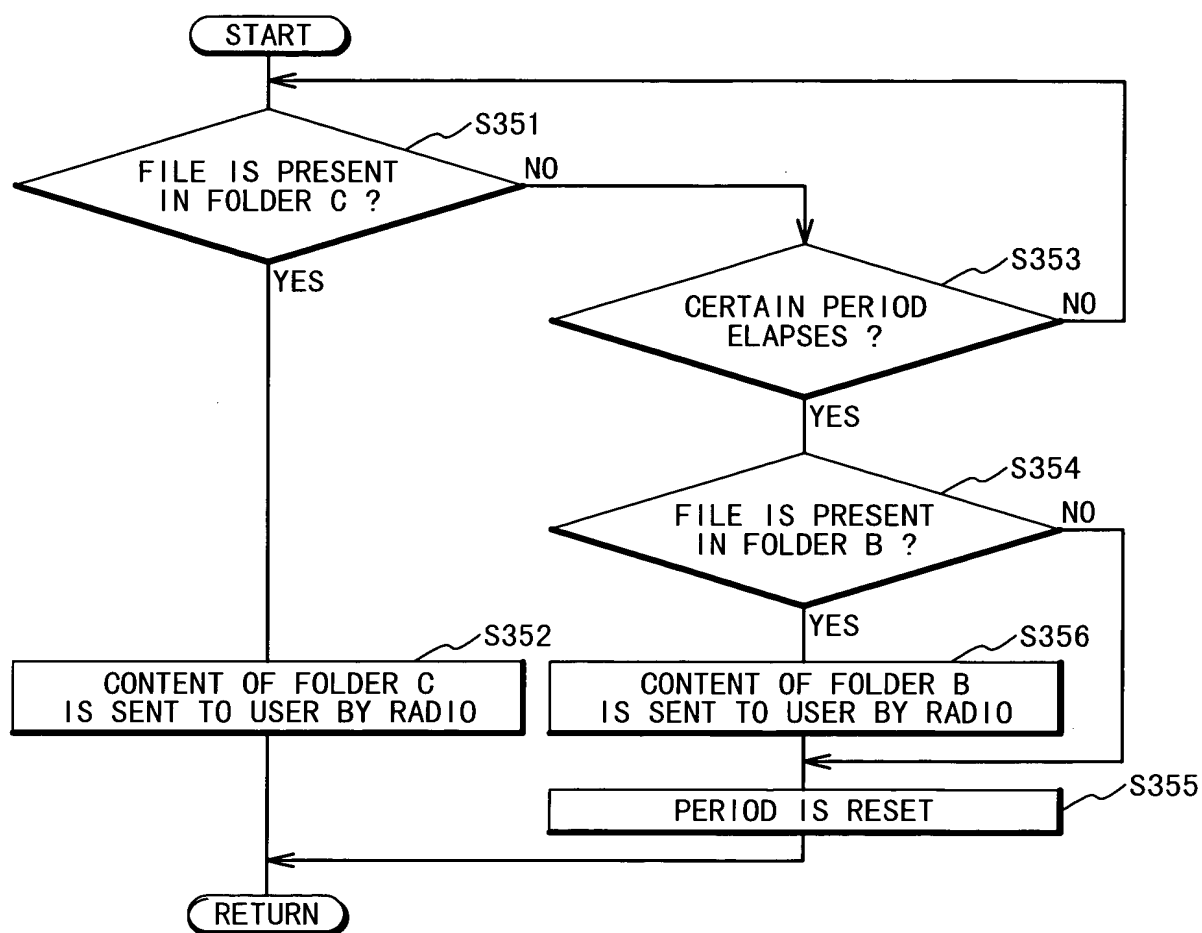 START
S351
FILE IS PRESENT
IN FOLDER C ?
NO
YES
S353
CERTAIN PERIOD
ELAPSES ?
NO
YES
S354
FILE IS PRESENT
IN FOLDER B ?
NO
YES
S352
CONTENT OF FOLDER C
IS SENT TO USER BY RADIO
S356
CONTENT OF FOLDER B
IS SENT TO USER BY RADIO
S355
PERIOD IS RESET
RETURN